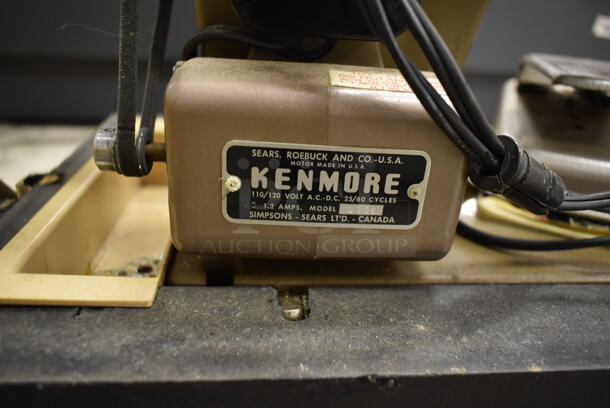 SEARS, ROEBUCK AND CO.-U.S.A.
MOTOR MADE IN U.S.A.
KENMORE
110/120 VOLT A.C.-D.C. 25/60 CYCLES
1.2 AMPS. MODEL
SIMPSONS - SEARS LT'D. - CANADA
AUCTION GROUP